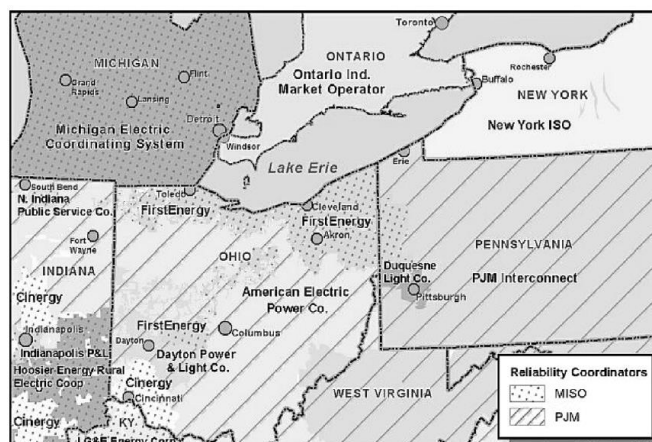 Toronto
MICHIGAN
ONTARIO
Flint
Grand
Rapids
Lansing
Ontario Ind.
Market Operator
Rochester
Buffalo
NEW YORK
Michigan Electric
Coordinating System
Detroit
Windsor
New York ISO
Lake Erie
Erie
South Bend
N. Indiana
Public Service Co.
Toledo
FirstEnergy
Cleveland
FirstEnergy
Akron
Fort
Wayne
OHIO
PENNSYLVANIA
INDIANA
Duquesne
Light Co.
PJM Interconnect
Pittsburgh
Cinergy
American Electric
Power Co.
Indianapolis
FirstEnergy
Columbus
Indianapolis P&L
Dayton
Dayton Power
& Light Co.
Hoosier Energy Rural
Electric Coop
Cinergy
Cincinnati
WEST VIRGINIA
Cinergy
KY
LG&E Energy Corp
Reliability Coordinators
MISO
PJM